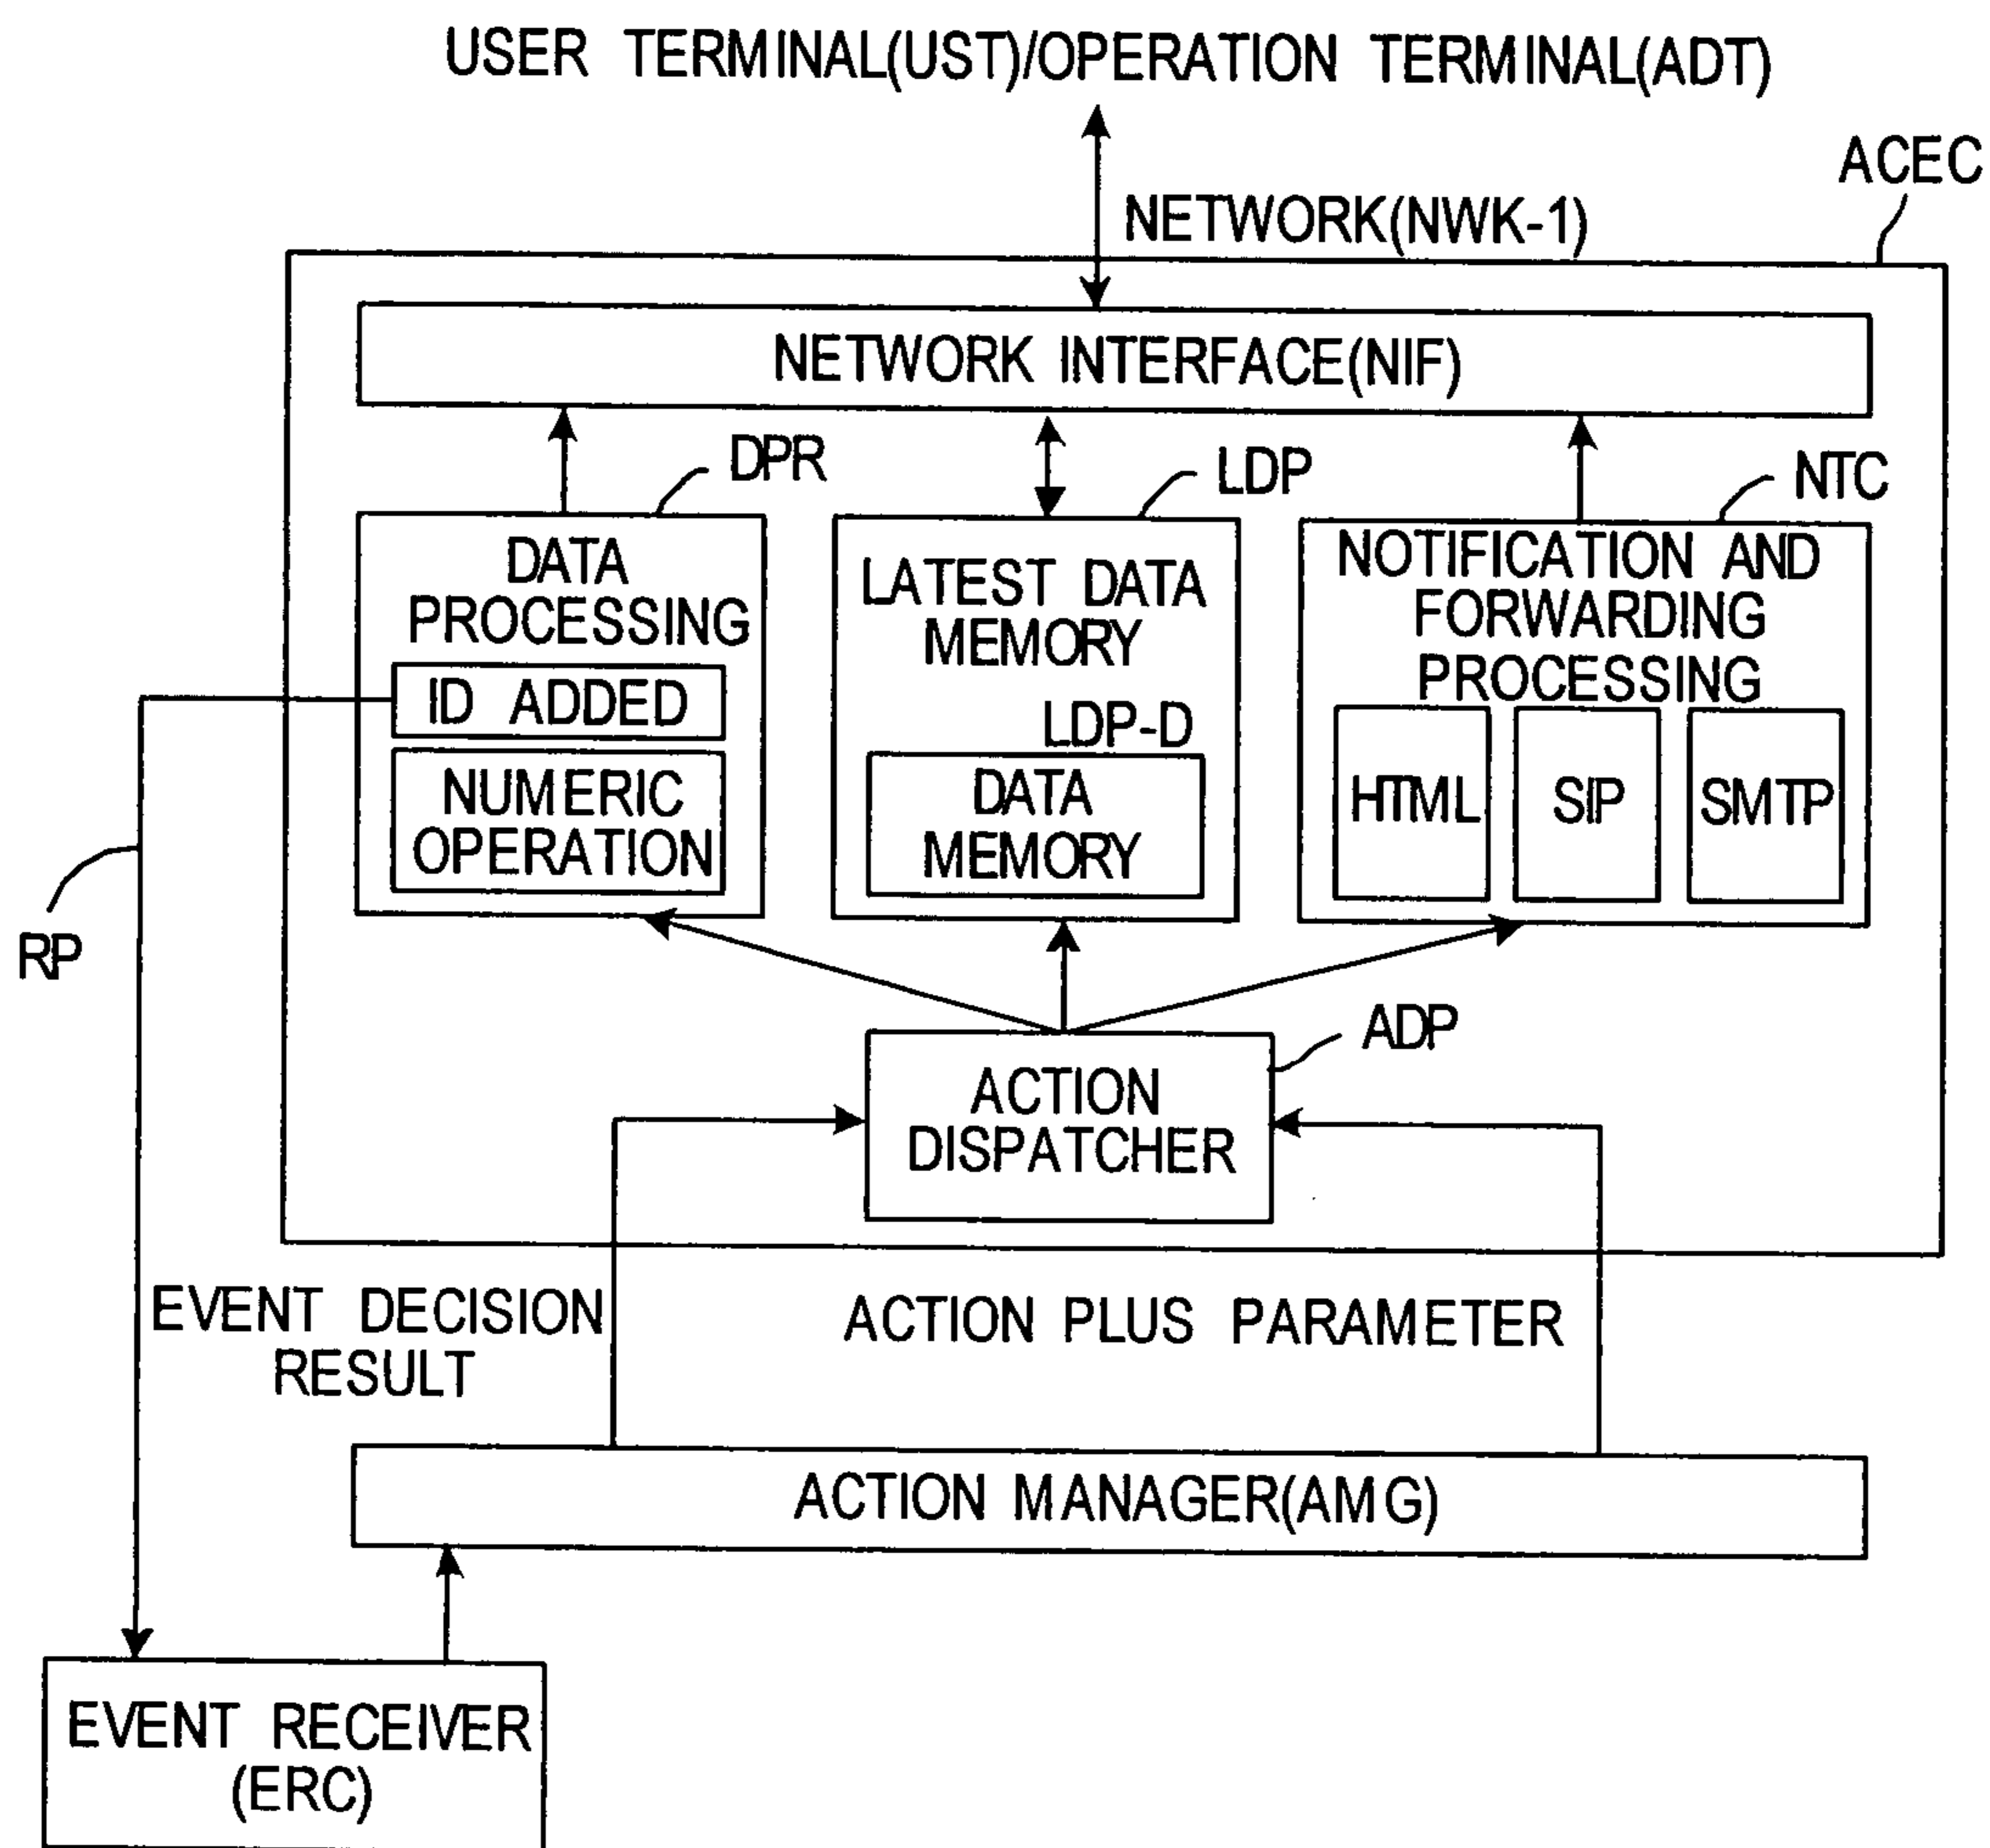 USER TERMINAL(UST)/OPERATION TERMINAL(ADT)
ACEC
NETWORK(NWK-1)
NETWORK INTERFACE(NIF)
DPR
LDP
NTC
DATA
PROCESSING
ID ADDED
NUMERIC
OPERATION
LATEST DATA
MEMORY
LDP-D
DATA
MEMORY
NOTIFICATION AND
FORWARDING
PROCESSING
HTML
SIP
SMTP
RP
ADP
ACTION
DISPATCHER
EVENT DECISION
RESULT
ACTION PLUS PARAMETER
ACTION MANAGER(AMG)
EVENT RECEIVER
(ERC)